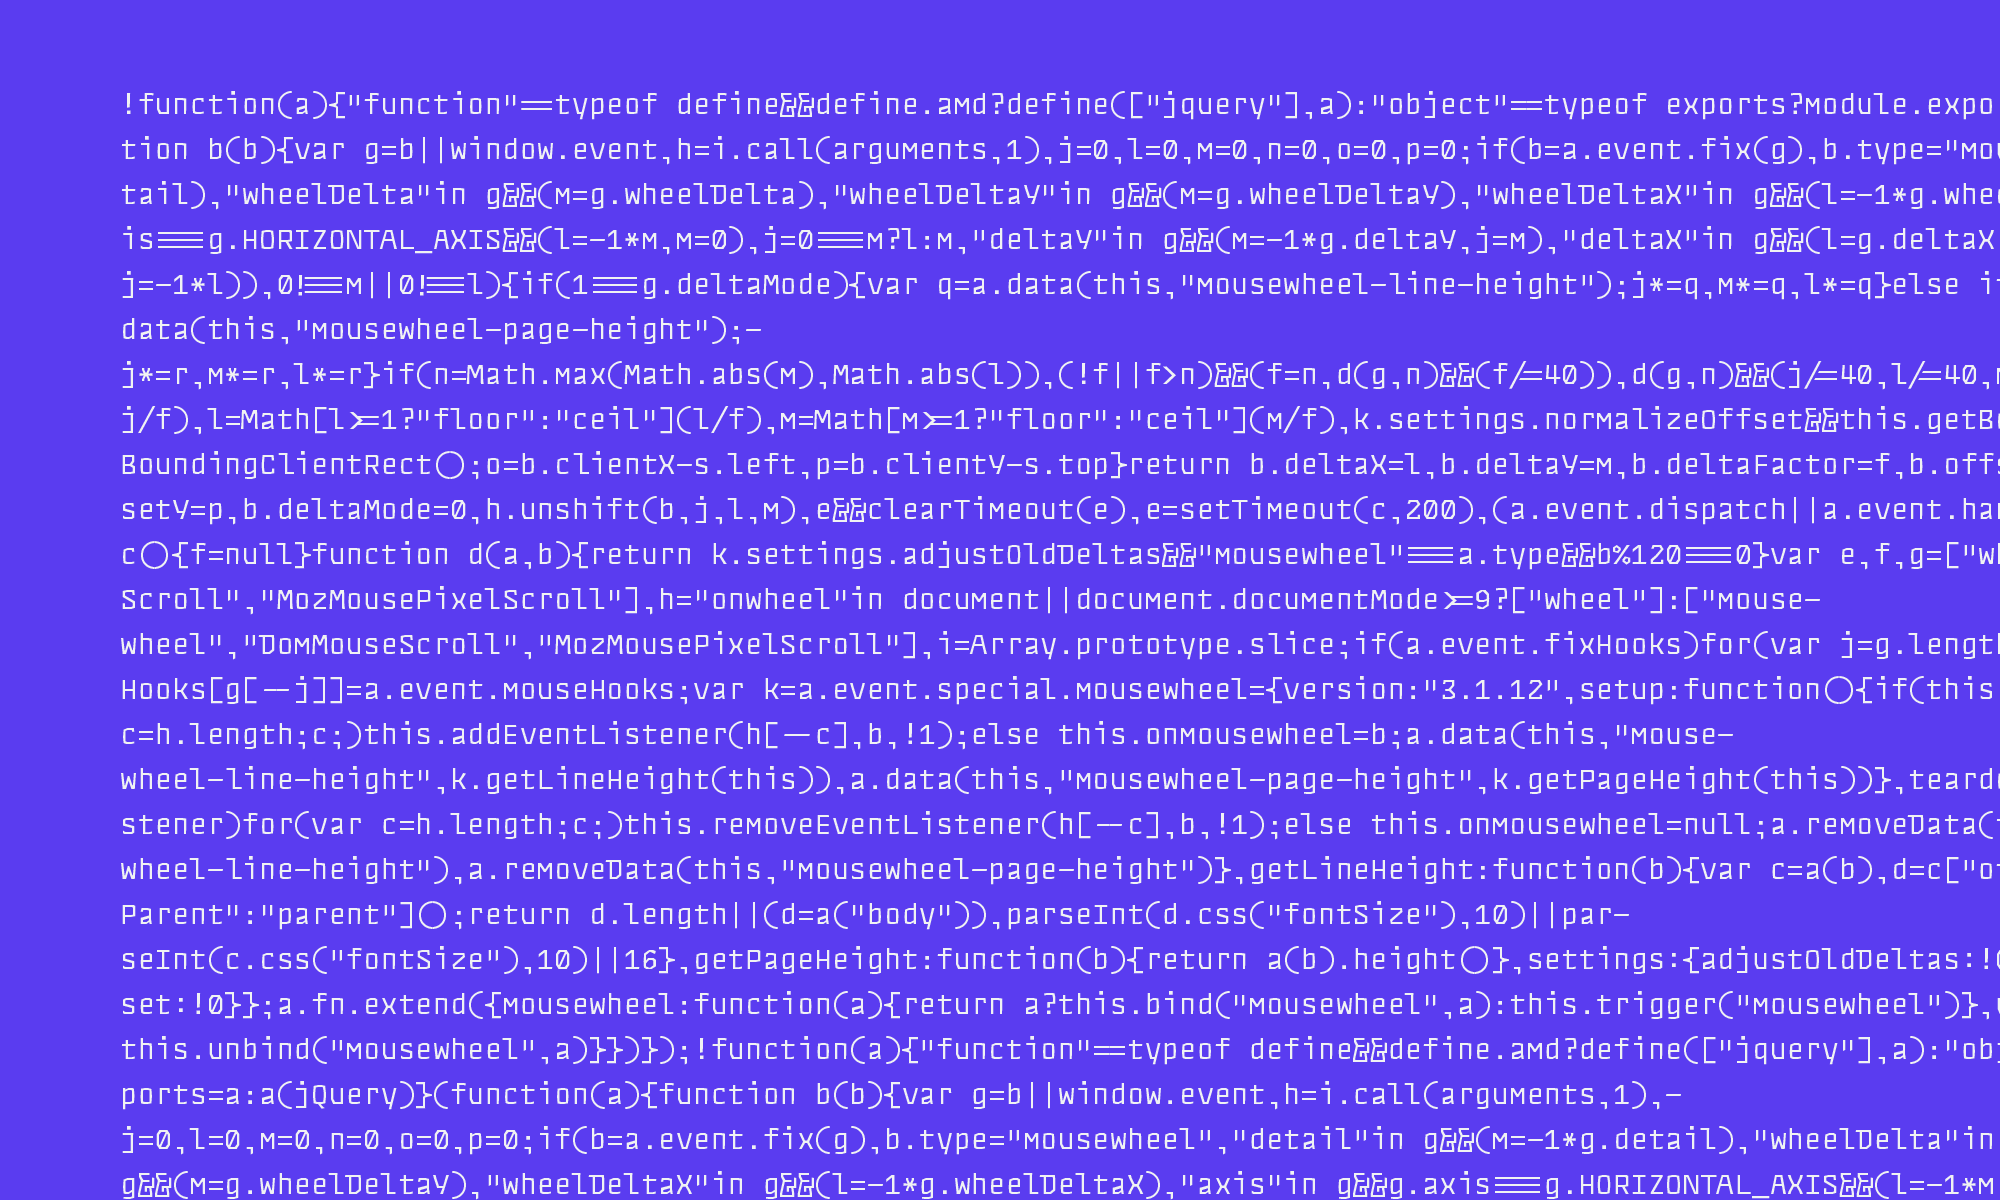 !function(a){"function"==typeof define&&define.amd?define(["jquery"],a):"object"==typeof exports?module.expo
tion b(b){var g=b||window.event,h=i.call(arguments,1),j=0,l=0,m=0,n=0,o=0,p=0;if(b=a.event.fix(g),b.type="mou
tail),"wheelDelta"in g&&(m=g.wheelDelta),"wheelDeltaY"in g&&(m=g.wheelDeltaY),"wheelDeltaX"in g&&(l=-1*g.whee
is===g.HORIZONTAL_AXIS&&(l=-1*m,m=0),j=0===m?l:m,"deltaY"in g&&(m=-1*g.deltaY,j=m),"deltaX"in g&&(l=g.deltaX
j=-1*l)),0!==m||0!==l){if(1===g.deltaMode){var q=a.data(this,"mousewheel-line-height");j*=q,m*=q,l*=q}else if
data(this,"mousewheel-page-height");-
j*=r,m*=r,l*=r}if(n=Math.max(Math.abs(m),Math.abs(l)),(!f||f>n)&&(f=n,d(g,n)&&(f/=40)),d(g,n)&&(j/=40,l/=40,m
j/f),l=Math[l>=1?"floor":"ceil"](l/f),m=Math[m>=1?"floor":"ceil"](m/f),k.settings.normalizeOffset&&this.getBo
BoundingClientRect();o=b.clientX-s.left,p=b.clientY-s.top}return b.deltaX=l,b.deltaY=m,b.deltaFactor=f,b.offs
setY=p,b.deltaMode=0,h.unshift(b,j,l,m),e&&clearTimeout(e),e=setTimeout(c,200),(a.event.dispatch||a.event.han
c(){f=null}function d(a,b){return k.settings.adjustOldDeltas&&"mousewheel"===a.type&&b%120===0}var e,f,g=["wh
Scroll","MozMousePixelScroll"],h="onwheel"in document||document.documentMode>=9?["wheel"]:["mouse-
wheel","DomMouseScroll","MozMousePixelScroll"],i=Array.prototype.slice;if(a.event.fixHooks)for(var j=g.length
Hooks[g[--j]]=a.event.mouseHooks;var k=a.event.special.mousewheel={version:"3.1.12",setup:function(){if(this
c=h.length;c;)this.addEventListener(h[--c],b,!1);else this.onmousewheel=b;a.data(this,"mouse-
wheel-line-height",k.getLineHeight(this)),a.data(this,"mousewheel-page-height",k.getPageHeight(this))},teardo
stener)for(var c=h.length;c;)this.removeEventListener(h[--c],b,!1);else this.onmousewheel=null;a.removeData(t
wheel-line-height"),a.removeData(this,"mousewheel-page-height")},getLineHeight:function(b){var c=a(b),d=c["of
Parent":"parent"]();return d.length||(d=a("body")),parseInt(d.css("fontSize"),10)||par-
seInt(c.css("fontSize"),10)||16},getPageHeight:function(b){return a(b).height()},settings:{adjustOldDeltas:!0
set:!0}};a.fn.extend({mousewheel:function(a){return a?this.bind("mousewheel",a):this.trigger("mousewheel")},u
this.unbind("mousewheel",a)}})});!function(a){"function"==typeof define&&define.amd?define(["jquery"],a):"obj
ports=a:a(jQuery)}(function(a){function b(b){var g=b||window.event,h=i.call(arguments,1),-
j=0,l=0,m=0,n=0,o=0,p=0;if(b=a.event.fix(g),b.type="mousewheel","detail"in g&&(m=-1*g.detail),"wheelDelta"in
g&&(m=g.wheelDeltaY),"wheelDeltaX"in g&&(l=-1*g.wheelDeltaX),"axis"in g&&g.axis===g.HORIZONTAL_AXIS&&(l=-1*m